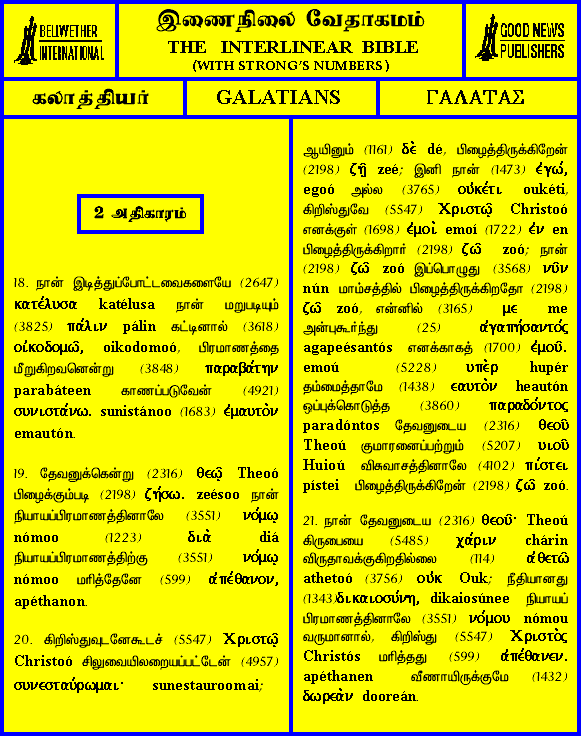 BELLWETHER
INTERNATIONAL
இணைநிலை வேதாகமம்
THE INTERLINEAR BIBLE
(WITH STRONG'S NUMBERS )
GOOD NEWS
PUBLISHERS
கலாத்தியர்
GALATIANS
ΓΑΛΑΤΑΣ
2 அதிகாரம்
18. நான் இடித்துப்போட்டவைகளையே (2647)
κατέλυσα katélusa நான் மறுபடியும்
(3825) πάλιν pálin கட்டினால் (3618)
οἰκοδομῶ, oikodomoó, பிரமாணத்தை
மீறுகிறவனென்று (3848) παραβάτην
parabáteen காணப்படுவேன் (4921)
συνιστάνω. sunistánoo (1683) ἐμαυτὸν
emautón.
19. தேவனுக்கென்று (2316) θεῷ Theoó
பிழைக்கும்படி (2198) ζήσω. zeésoo நான்
நியாயப்பிரமாணத்தினாலே (3551) νόμῳ
nómoo (1223) διὰ diá
நியாயப்பிரமாணத்திற்கு (3551) νόμῳ
nómoo மரித்தேனே (599) ἀπέθανον,
apéthanon.
20. கிறிஸ்துவுடனேகூடச் (5547) Χριστῷ
Christoó சிலுவையிலறையப்பட்டேன் (4957)
συνεσταύρωμαι· sunestauroomai;
ஆயினும் (1161) δὲ dé, பிழைத்திருக்கிறேன்
(2198) ζῇ zeé; இனி நான் (1473) ἐγώ,
egoó அல்ல (3765) οὐκέτι oukéti,
கிறிஸ்துவே (5547) Χριστῷ Christoó
எனக்குள் (1698) ἐμοὶ emoí (1722) ἐν en
பிழைத்திருக்கிறார் (2198) ζῶ zoó; நான்
(2198) ζῶ zoó இப்பொழுது (3568) νῦν
nún மாம்சத்தில் பிழைத்திருக்கிறதோ (2198)
ζῶ zoó, என்னில் (3165) με me
அன்புகூர்ந்து (25) ἀγαπήσαντός
agapeésantós எனக்காகத் (1700) ἐμοῦ.
emoú (5228) υπὲρ hupér
தம்மைத்தாமே (1438) εαυτὸν heautón
ஒப்புக்கொடுத்த (3860) παραδόντος
paradóntos தேவனுடைய (2316) θεοῦ
Theoú குமாரனைப்பற்றும் (5207) υιοῦ
Huioú விசுவாசத்தினாலே (4102) πίστει
pístei பிழைத்திருக்கிறேன் (2198) ζῶ zoó.
21. நான் தேவனுடைய (2316) θεοῦ· Theoú
கிருபையை (5485) χάριν chárin
விருதாவக்குகிறதில்லை (114) ἀθετῶ
athetoó (3756) οὐκ Ouk; நீதியானது
(1343)δικαιοσύνη, dikaiosúnee நியாயப்
பிரமாணத்தினாலே (3551) νόμου nómou
வருமானால், கிறிஸ்து (5547) Χριστὸς
Christós மரித்தது (599) ἀπέθανεν.
apéthanen வீணாயிருக்குமே (1432)
δωρεὰν dooreán.